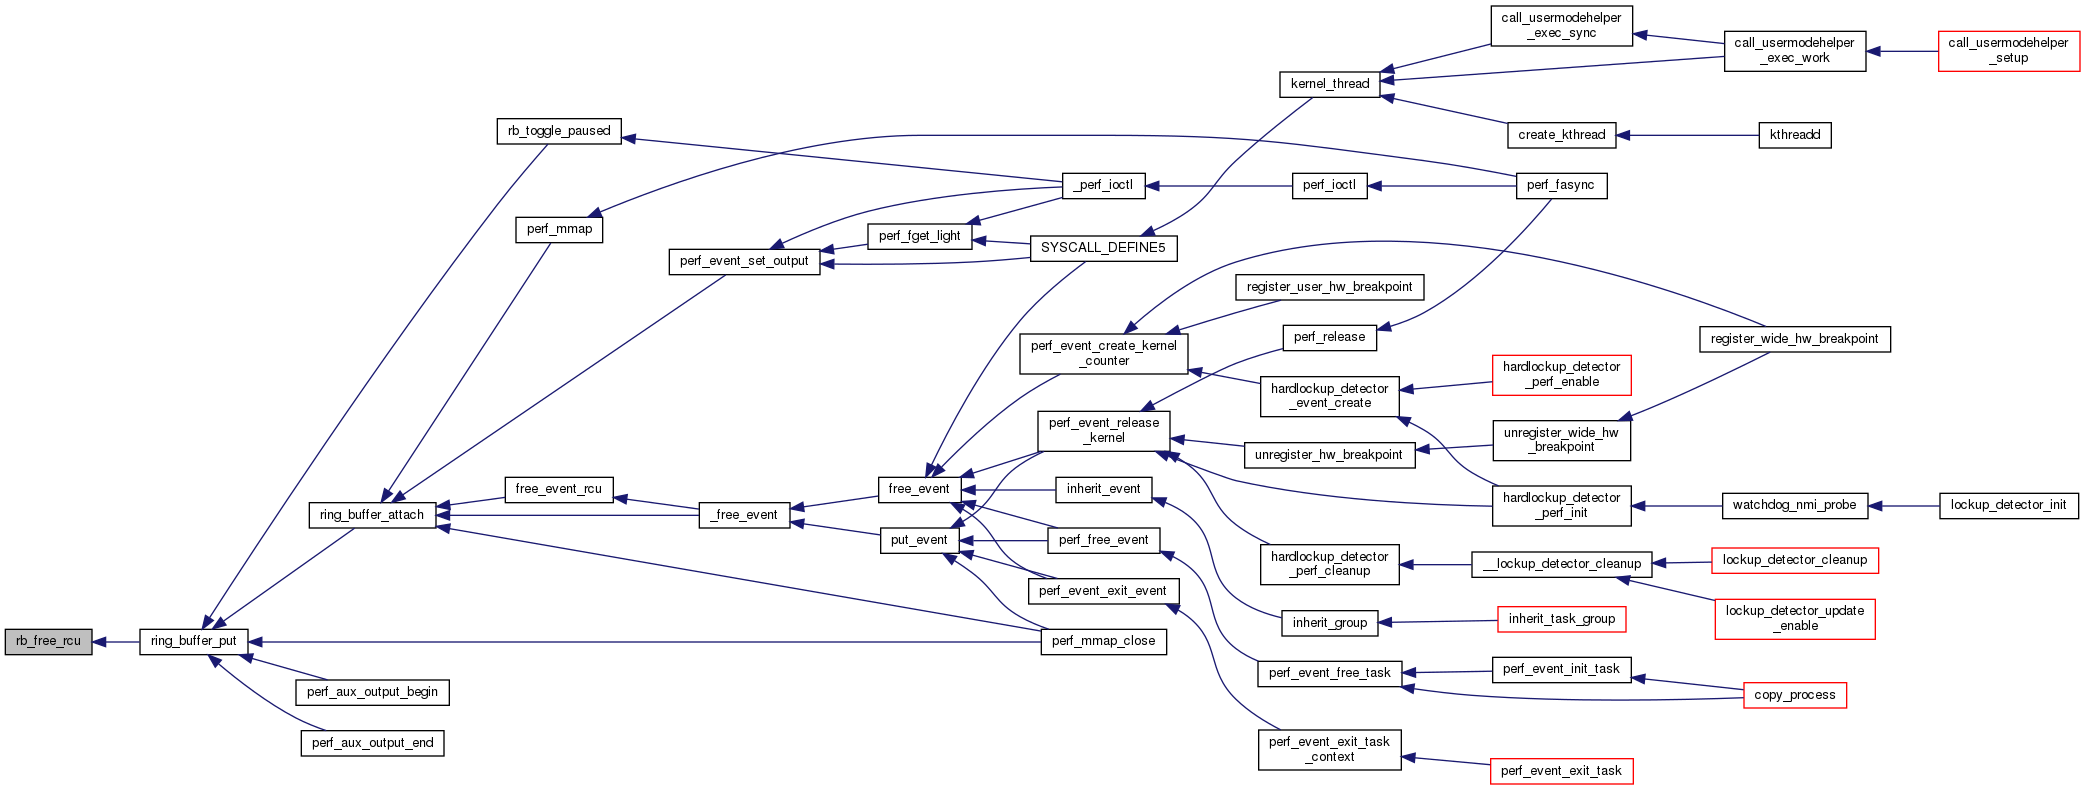 rb_free_rcu
ring_buffer_put
rb_toggle_paused
perf_mmap
ring_buffer_attach
perf_aux_output_begin
perf_aux_output_end
free_event_rcu
perf_event_set_output
_free_event
perf_fget_light
free_event
put_event
_perf_ioctl
SYSCALL_DEFINE5
perf_event_create_kernel
_counter
perf_event_release
_kernel
inherit_event
perf_free_event
perf_event_exit_event
perf_mmap_close
kernel_thread
perf_ioctl
register_user_hw_breakpoint
perf_release
hardlockup_detector
_event_create
unregister_hw_breakpoint
hardlockup_detector
_perf_cleanup
inherit_group
perf_event_free_task
perf_event_exit_task
_context
call_usermodehelper
_exec_sync
create_kthread
perf_fasync
hardlockup_detector
_perf_enable
unregister_wide_hw
_breakpoint
hardlockup_detector
_perf_init
__lockup_detector_cleanup
inherit_task_group
perf_event_init_task
perf_event_exit_task
call_usermodehelper
_exec_work
kthreadd
register_wide_hw_breakpoint
watchdog_nmi_probe
lockup_detector_cleanup
lockup_detector_update
_enable
copy_process
call_usermodehelper
_setup
lockup_detector_init